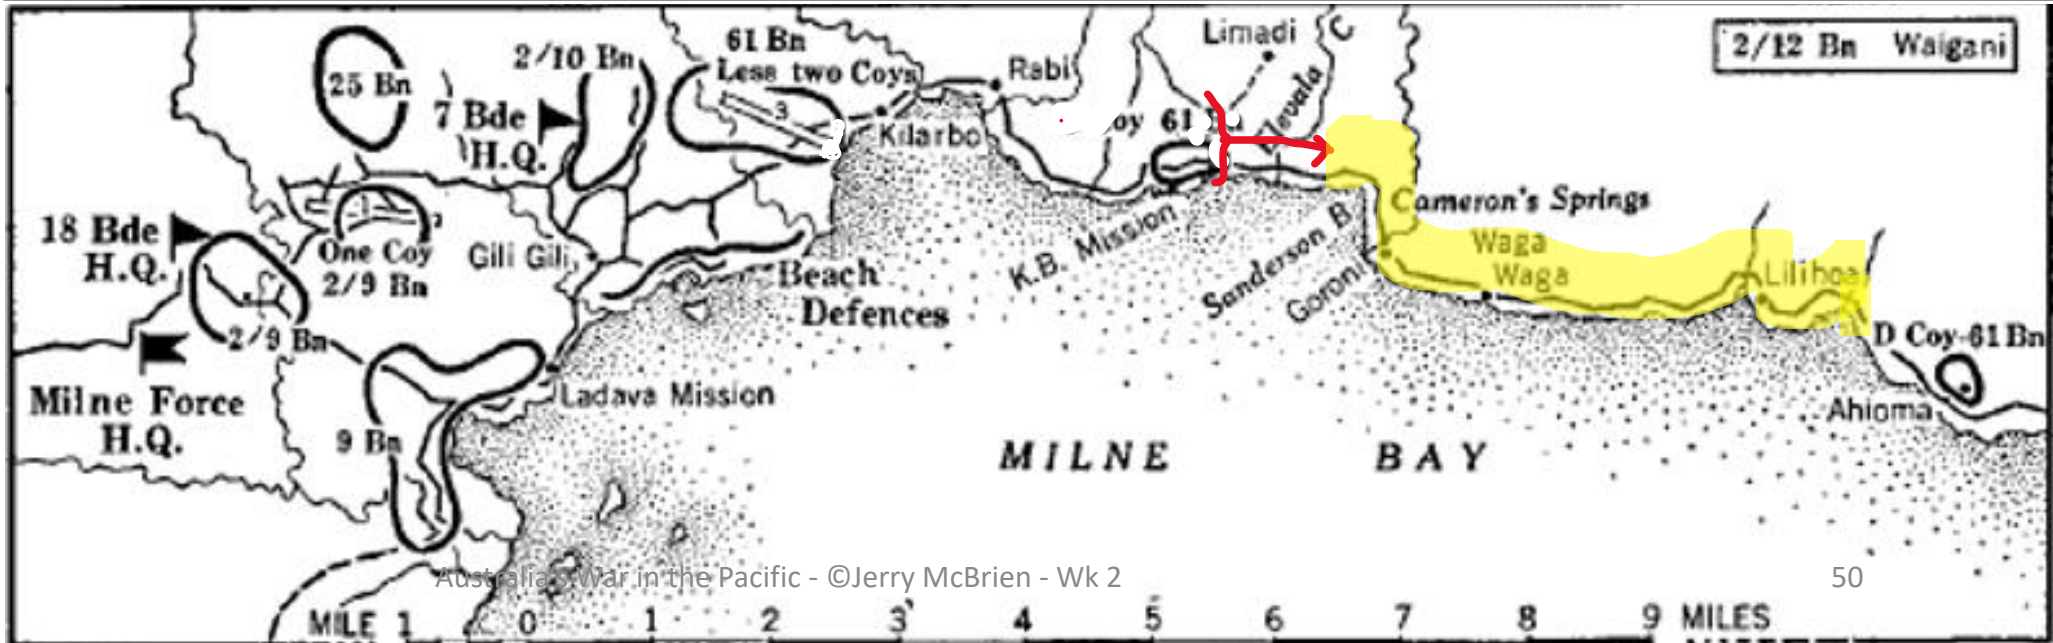 Limadi
C
2/12 Bn Waigani
61 Bn
Less two Coys
2/10 Bn
Rabi
25 Bn
7 Bde
H.Q.
3
Kilarbo
oy 61 Bn
Cameron's Springs
18 Bde
H.Q.
1
One Coy
2/9 Bn
Gili Gili
K.B. Mission
Sanderson B.
Goroni
Waga
Waga
Lilihoa
Beach
Defences
2/9 Bn
D Coy-61 Bn
Milne Force
H.Q.
Ladava Mission
Ahioma
9 Bn
MILNE BAY
Australia's War in the Pacific - ©Jerry McBrien - Wk 2
50
MILE 1 0 1 2 3 4 5 6 7 8 9 MILES